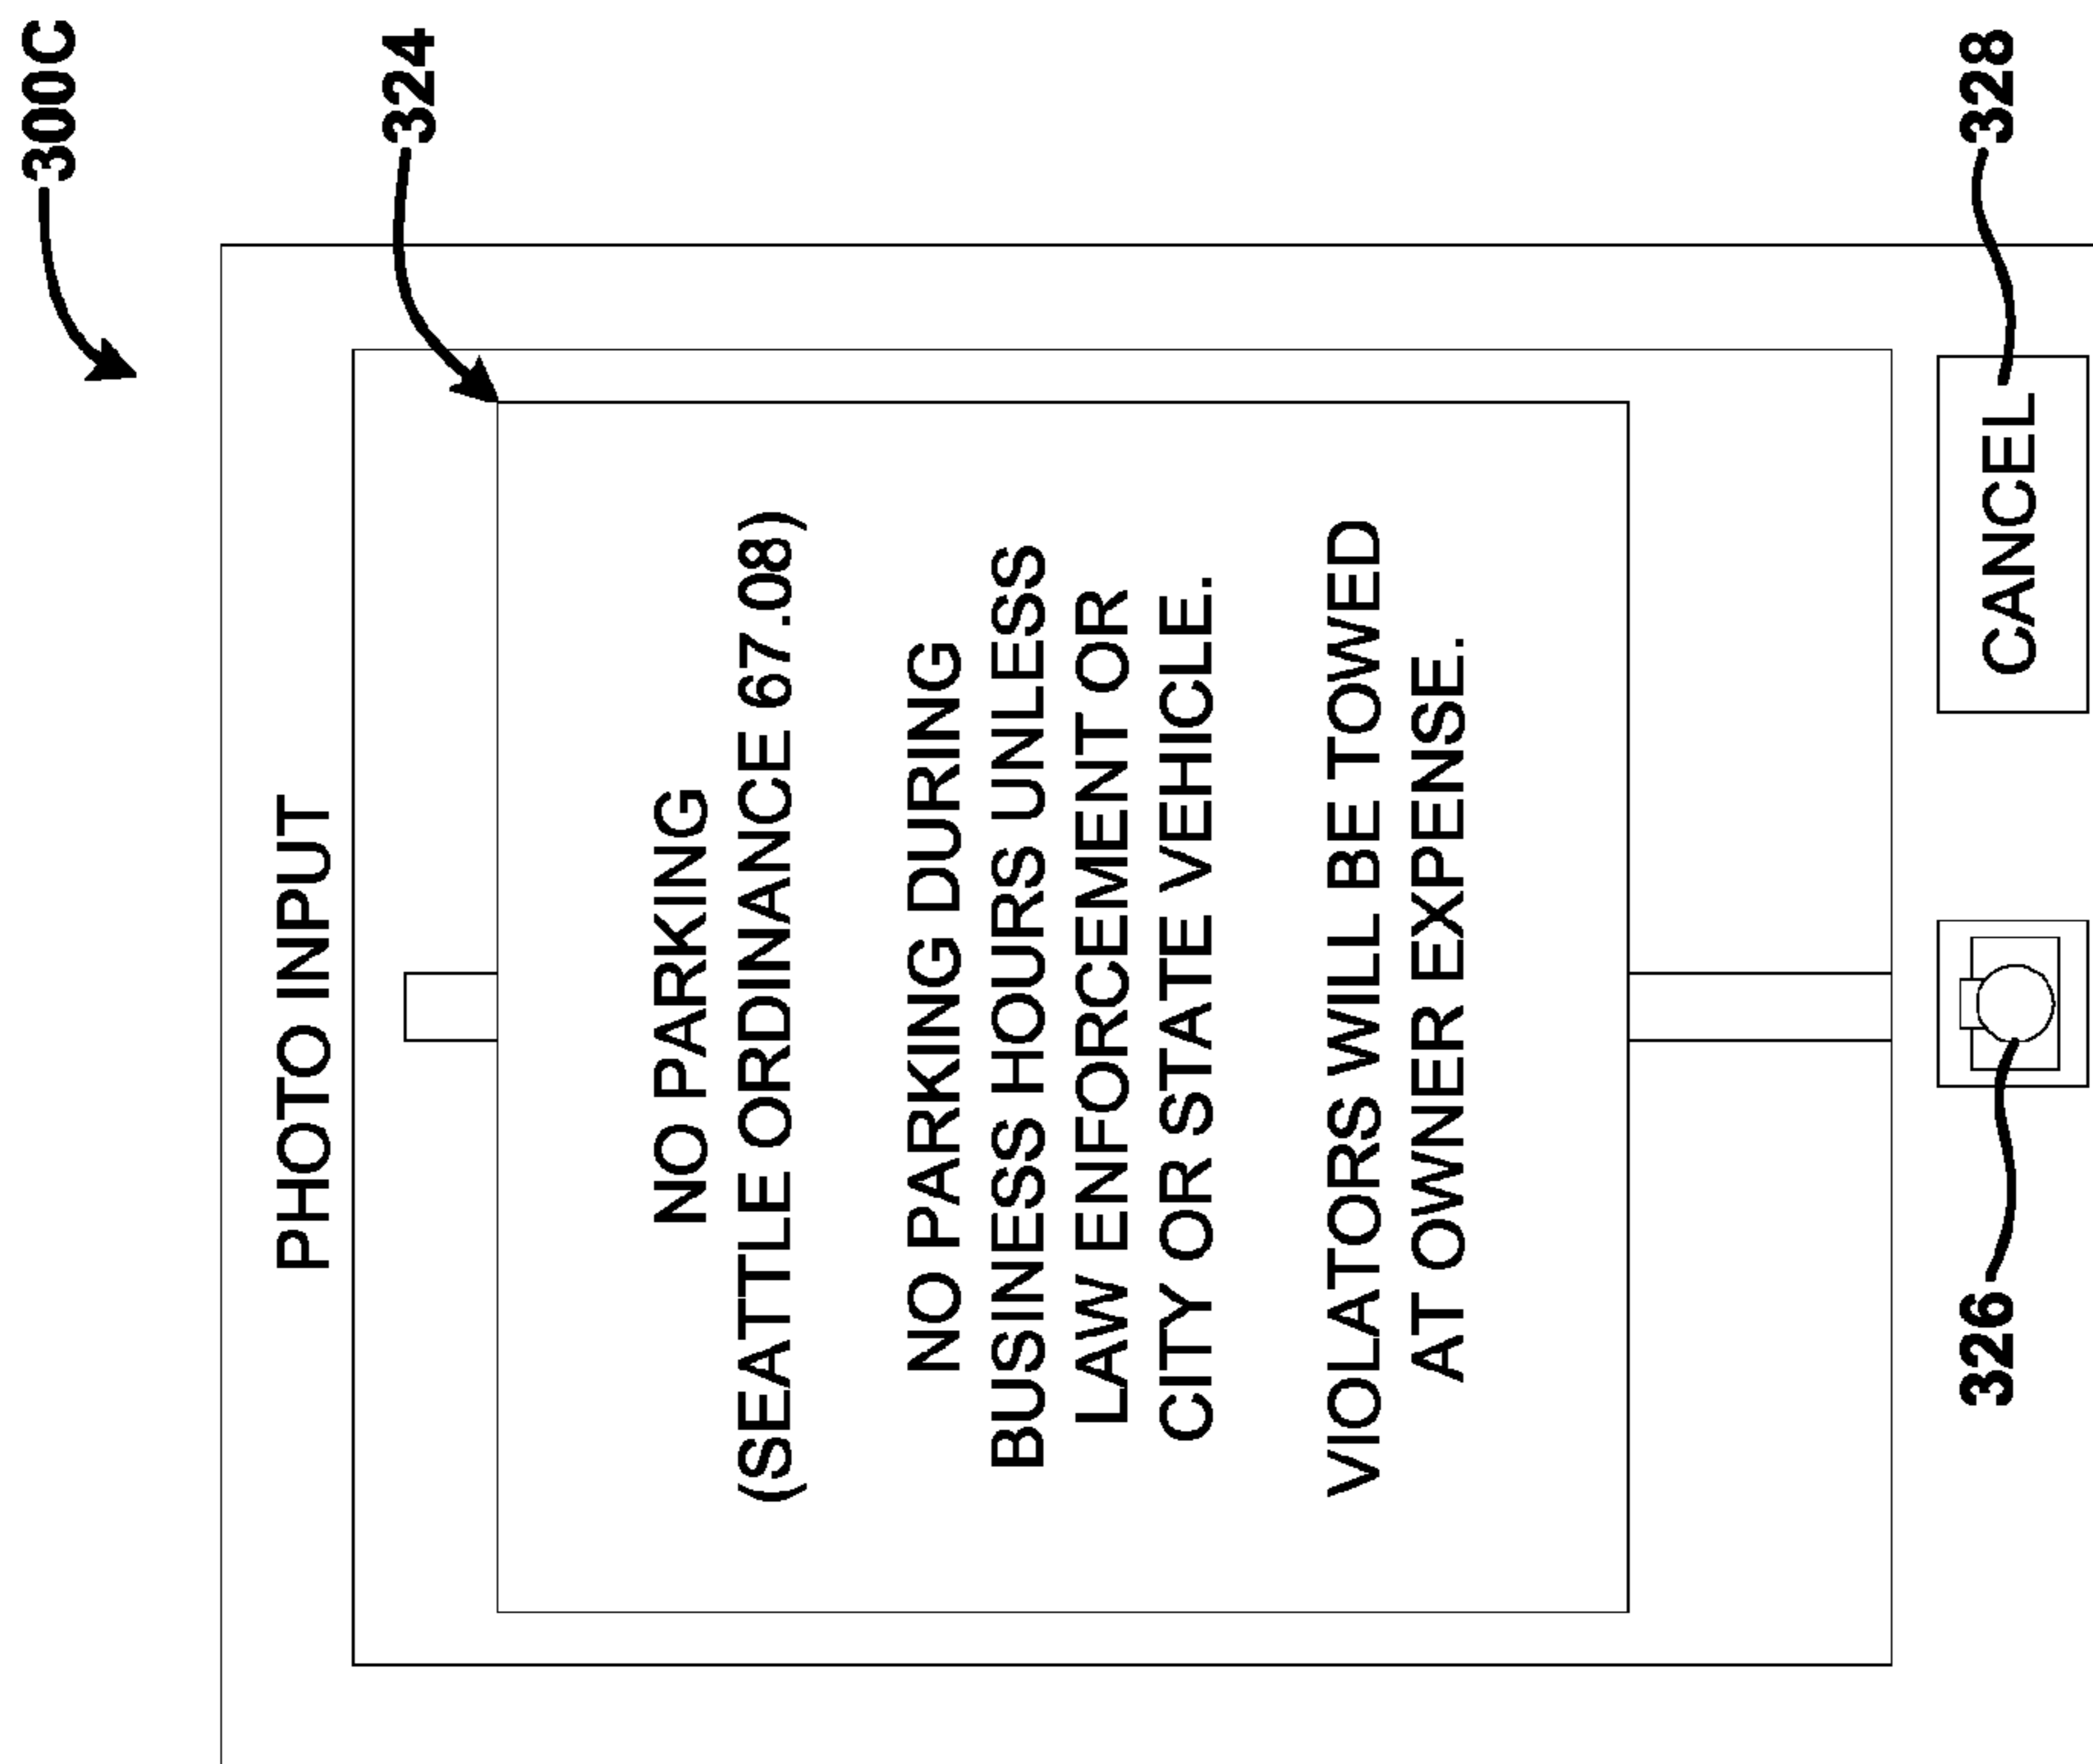 300C
PHOTO INPUT
324
NO PARKING
(SEATTLE ORDINANCE 67.08)
NO PARKING DURING
BUSINESS HOURS UNLESS
LAW ENFORCEMENT OR
CITY OR STATE VEHICLE.
VIOLATORS WILL BE TOWED
AT OWNER EXPENSE.
326
CANCEL
328